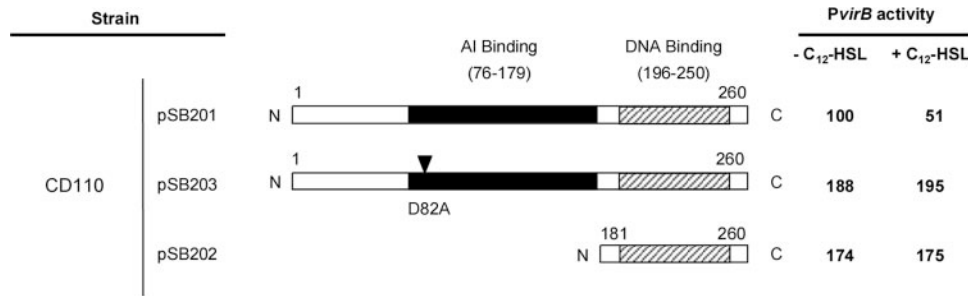 Strain
PvirB activity
AI Binding
(76-179)
DNA Binding
(196-250)
- C12-HSL
+ C12-HSL
CD110
pSB201
N
1
260
C
100
51
pSB203
N
1
260
C
188
195
D82A
pSB202
N
181
260
C
174
175